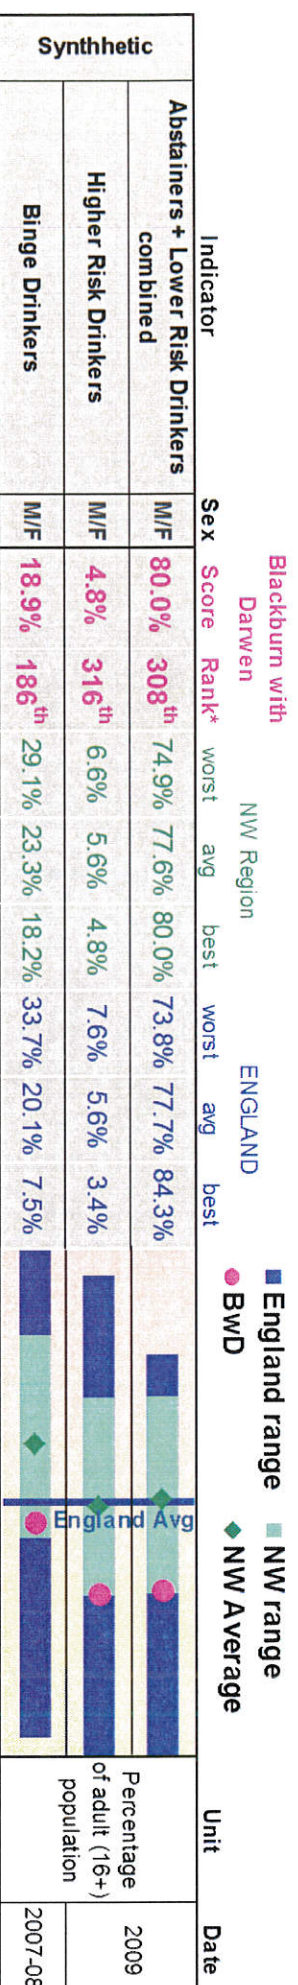 Blackburn with
Darwen NW Region ENGLAND
■ England range ■ NW range
● BwD ◆ NW Average
Indicator Sex Score Rank* worst avg best worst avg best Unit Date
Synthhetic
Abstainers + Lower Risk Drinkers
combined M/F 80.0% 308th 74.9% 77.6% 80.0% 73.8% 77.7% 84.3%
Higher Risk Drinkers M/F 4.8% 316th 6.6% 5.6% 4.8% 7.6% 5.6% 3.4%
Binge Drinkers M/F 18.9% 186th 29.1% 23.3% 18.2% 33.7% 20.1% 7.5%
England Avg
Percentage
of adult (16+)
population
2009
2007-08